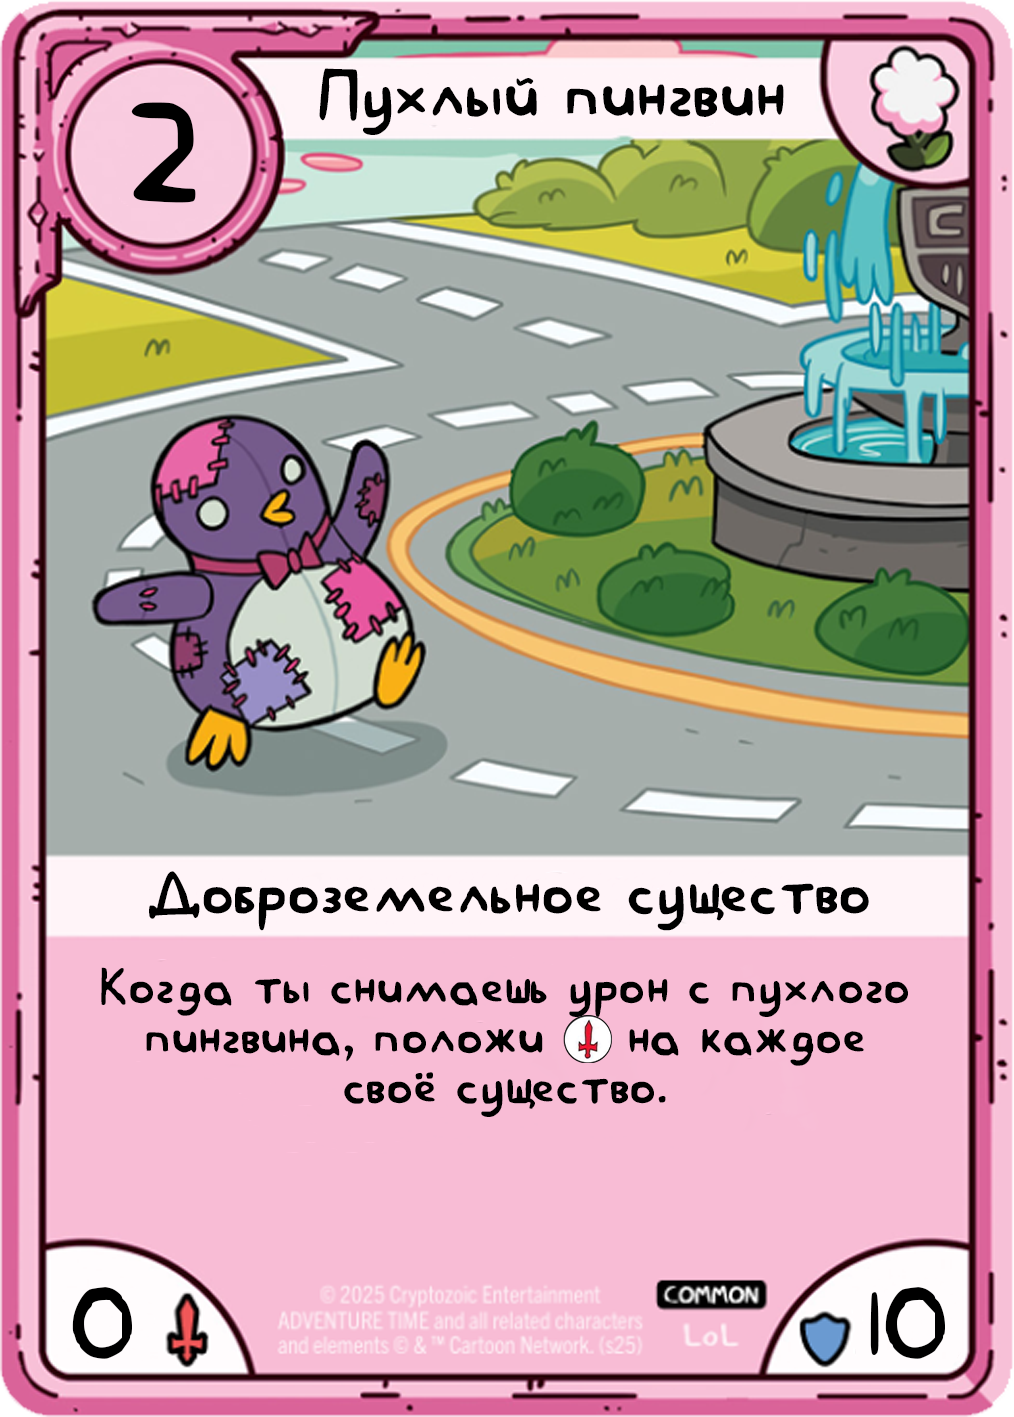 2
Пухлый пингвин
Доброземельное существо
Когда ты снимаешь урон с пухлого
пингвина, положи на каждое
своё существо.
0
© 2025 Cryptozoic Entertainment
ADVENTURE TIME and all related characters
and elements © & ™ Cartoon Network. (s25)
COMMON
LoL
10